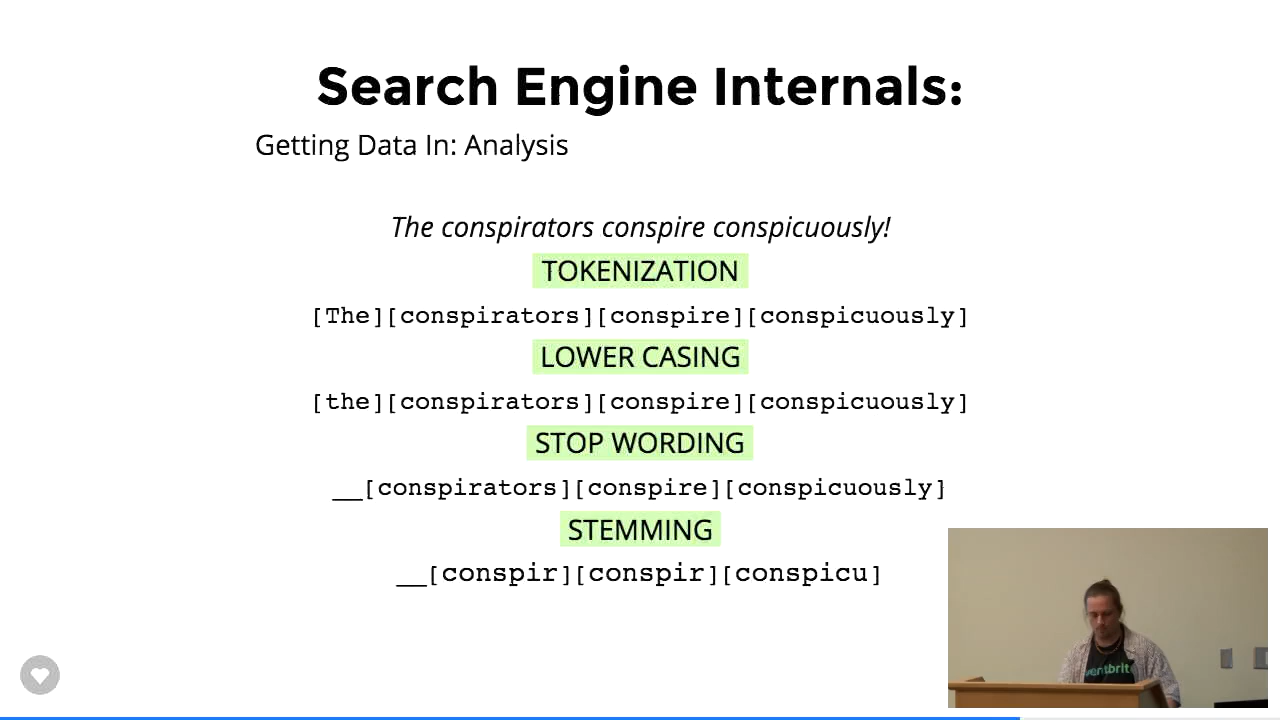 Search Engine Internals:
Getting Data In: Analysis
The conspirators conspire conspicuously!
TOKENIZATION
[The][conspirators][conspire][conspicuously]
LOWER CASING
[the][conspirators][conspire][conspicuously]
STOP WORDING
__[conspirators][conspire][conspicuously]
STEMMING
__[conspir][conspir][conspicu]
ventbrit